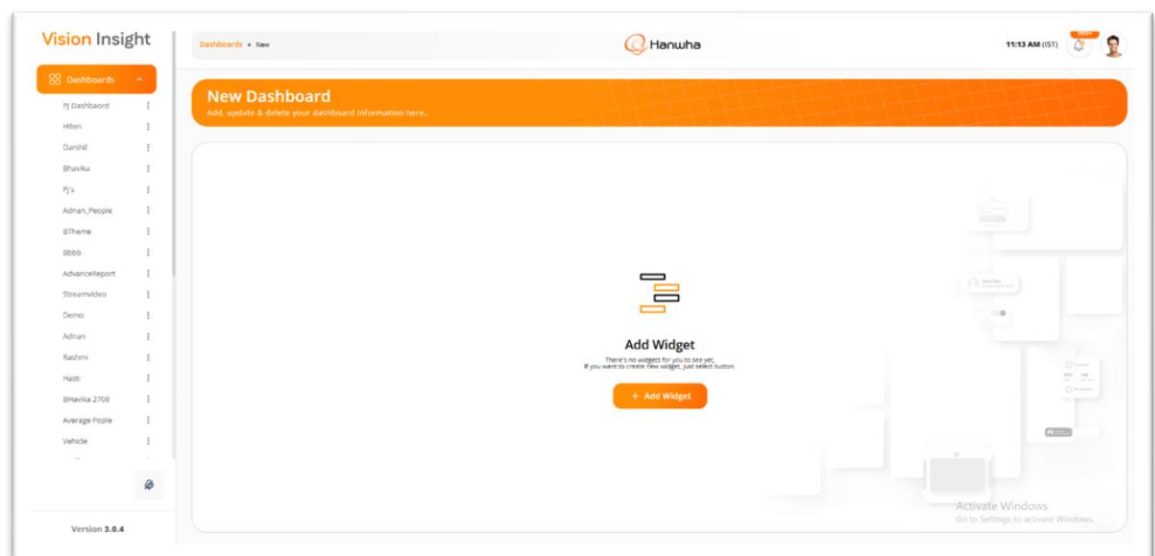 Vision Insight
Dashboards • New
Hanwha
11:13 AM (IST)
Dashboards
PJ Dashbaord
Hiten
Darshil
Bhavika
Pj's
Adnan_People
BTheme
Bbbb
AdvanceReport
Streamvideo
Demo
Adnan
Rashmi
Hasti
BHavika 2708
Average Pople
Vehicle
Version 3.0.4
New Dashboard
Add, update & delete your dashboard information here..
Add Widget
There's no widgets for you to see yet,
If you want to create new widget, just select button.
+ Add Widget
Activate Windows
Go to Settings to activate Windows.